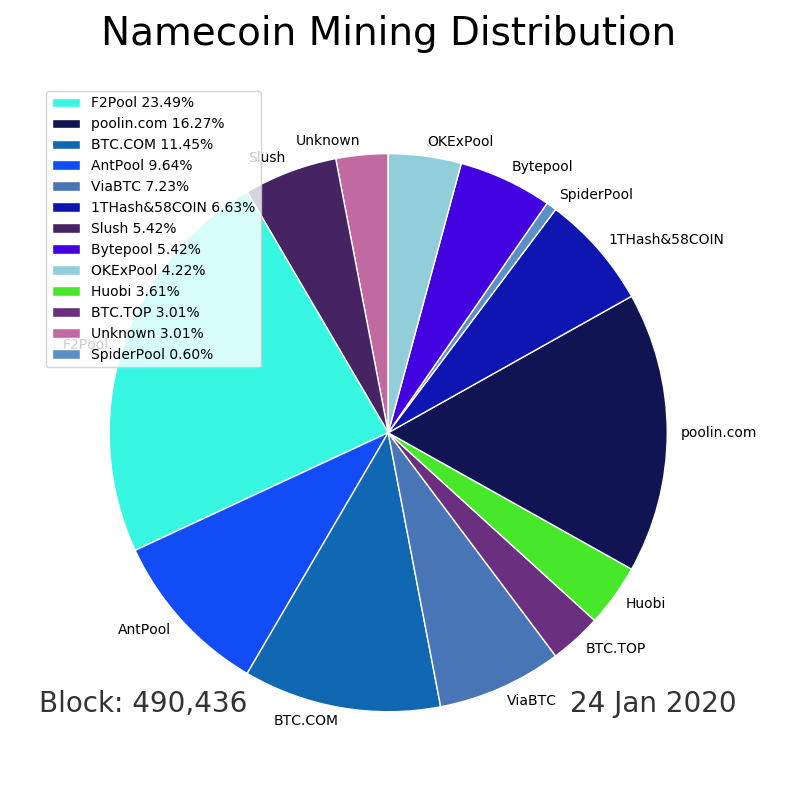 Namecoin Mining Distribution
F2Pool 23.49%
poolin.com 16.27%
BTC.COM 11.45%
AntPool 9.64%
ViaBTC 7.23%
1THash&58COIN 6.63%
Slush 5.42%
Bytepool 5.42%
OKExPool 4.22%
Huobi 3.61%
BTC.TOP 3.01%
Unknown 3.01%
SpiderPool 0.60%
Slush
Unknown
OKExPool
Bytepool
SpiderPool
1THash&58COIN
F2Pool
poolin.com
Huobi
AntPool
BTC.TOP
ViaBTC
BTC.COM
Block: 490,436
24 Jan 2020